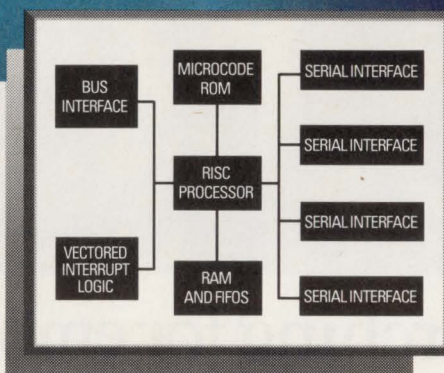 BUS
INTERFACE
MICROCODE
ROM
SERIAL INTERFACE
SERIAL INTERFACE
RISC
PROCESSOR
SERIAL INTERFACE
VECTORED
INTERRUPT
LOGIC
RAM
AND FIFOS
SERIAL INTERFACE